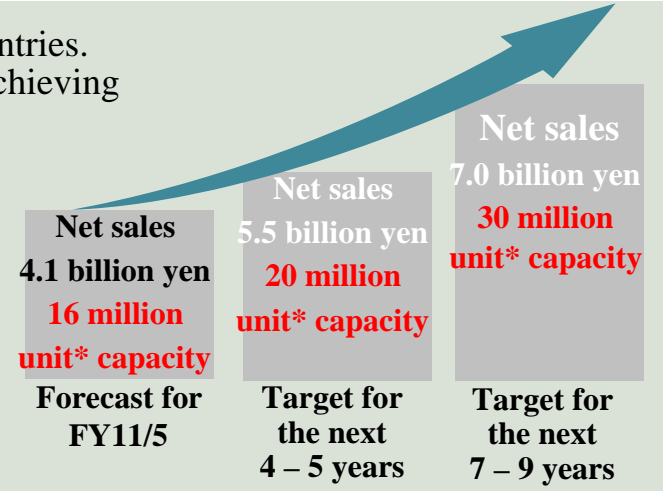 ntries.
chieving
Net sales
4.1 billion yen
16 million
unit* capacity
Forecast for
FY11/5
Net sales
5.5 billion yen
20 million
unit* capacity
Target for
the next
4 – 5 years
Net sales
7.0 billion yen
30 million
unit* capacity
Target for
the next
7 – 9 years